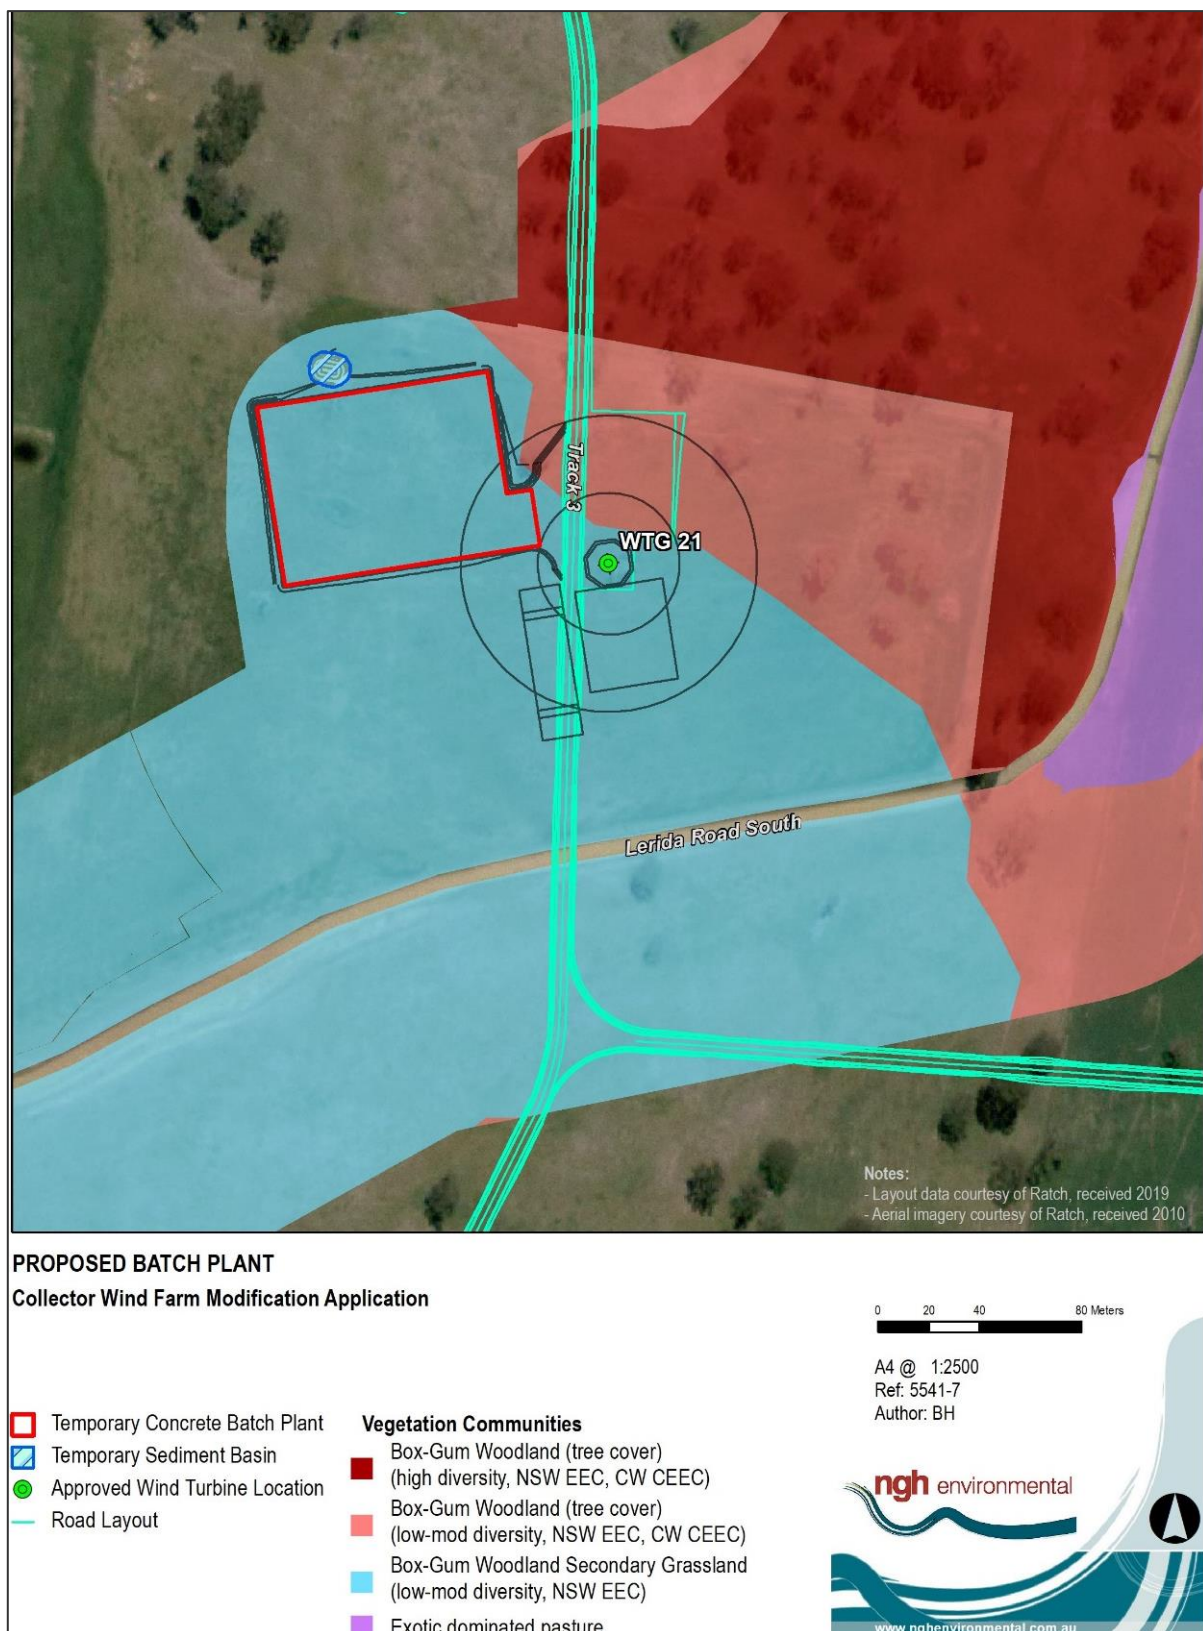 Track 3
WTG 21
Lerida Road South
Notes:
- Layout data courtesy of Ratch, received 2019
- Aerial imagery courtesy of Ratch, received 2010
PROPOSED BATCH PLANT
Collector Wind Farm Modification Application
0 20 40 80 Meters
A4 @ 1:2500
Ref: 5541-7
Author: BH
Temporary Concrete Batch Plant
Temporary Sediment Basin
Approved Wind Turbine Location
Road Layout
Vegetation Communities
Box-Gum Woodland (tree cover)
(high diversity, NSW EEC, CW CEEC)
Box-Gum Woodland (tree cover)
(low-mod diversity, NSW EEC, CW CEEC)
Box-Gum Woodland Secondary Grassland
(low-mod diversity, NSW EEC)
Exotic dominated pasture
ngh environmental
www.nghenvironmental.com.au